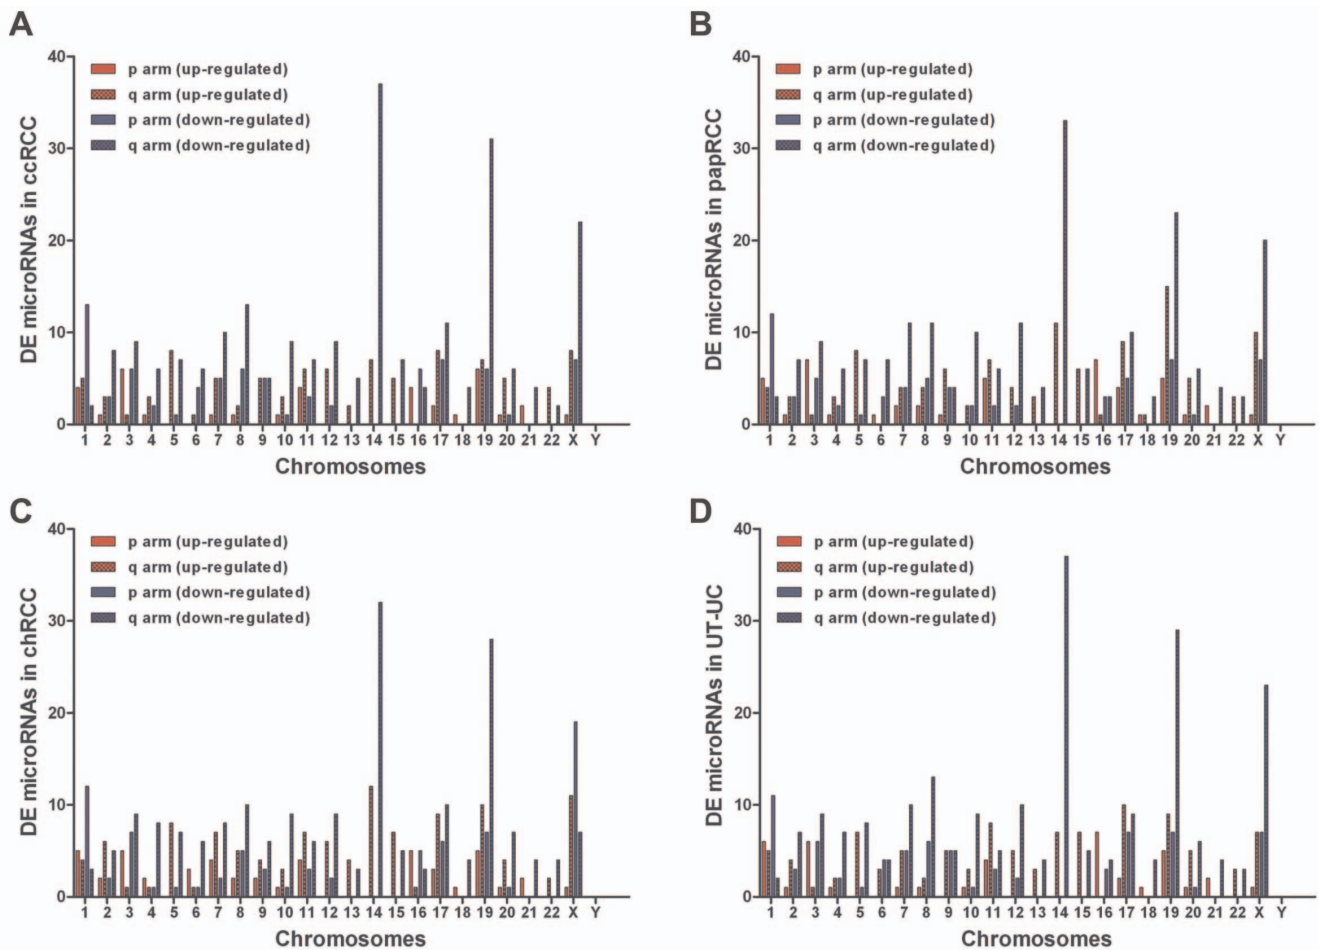 A
DE microRNAs in ccRCC
40
30
20
10
0
p arm (up-regulated)
q arm (up-regulated)
p arm (down-regulated)
q arm (down-regulated)
1 2 3 4 5 6 7 8 9 10 11 12 13 14 15 16 17 18 19 20 21 22 X Y
Chromosomes
B
DE microRNAs in papRCC
40
30
20
10
0
p arm (up-regulated)
q arm (up-regulated)
p arm (down-regulated)
q arm (down-regulated)
1 2 3 4 5 6 7 8 9 10 11 12 13 14 15 16 17 18 19 20 21 22 X Y
Chromosomes
C
DE microRNAs in chRCC
40
30
20
10
0
p arm (up-regulated)
q arm (up-regulated)
p arm (down-regulated)
q arm (down-regulated)
1 2 3 4 5 6 7 8 9 10 11 12 13 14 15 16 17 18 19 20 21 22 X Y
Chromosomes
D
DE microRNAs in UT-UC
40
30
20
10
0
p arm (up-regulated)
q arm (up-regulated)
p arm (down-regulated)
q arm (down-regulated)
1 2 3 4 5 6 7 8 9 10 11 12 13 14 15 16 17 18 19 20 21 22 X Y
Chromosomes